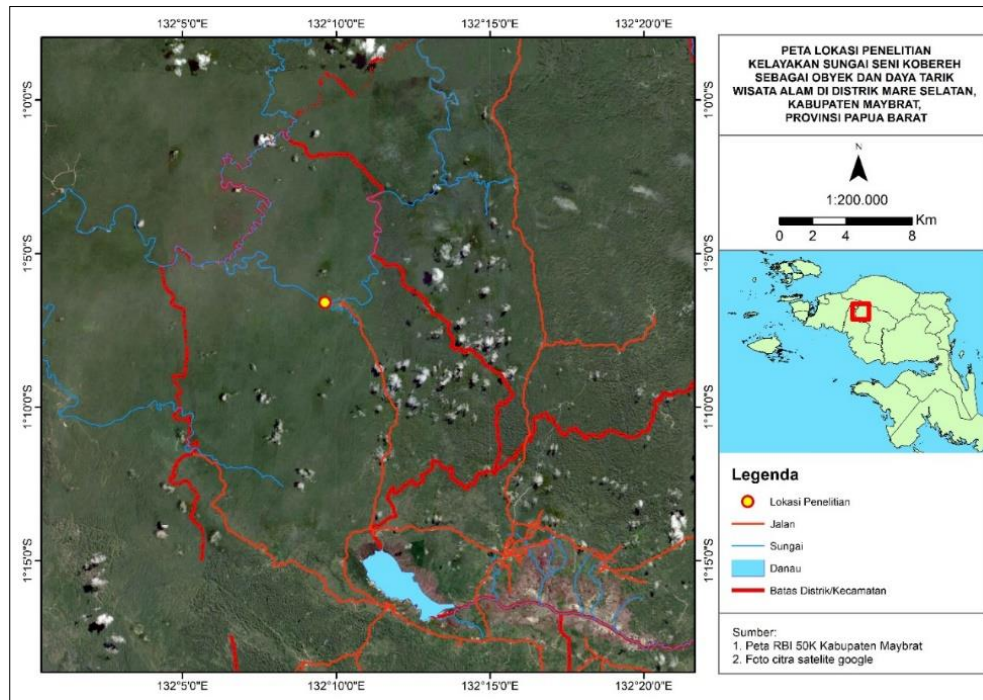 132°5'0"E 132°10'0"E 132°15'0"E 132°20'0"E
1°0'0"S
1°5'0"S
1°10'0"S
1°15'0"S
1°0'0"S
1°5'0"S
1°10'0"S
1°15'0"S
132°5'0"E 132°10'0"E 132°15'0"E 132°20'0"E
PETA LOKASI PENELITIAN
KELAYAKAN SUNGAI SENI KOBEREH
SEBAGAI OBYEK DAN DAYA TARIK
WISATA ALAM DI DISTRIK MARE SELATAN,
KABUPATEN MAYBRAT,
PROVINSI PAPUA BARAT
N
1:200.000
Km
0 2 4 8
Legenda
Lokasi Penelitian
Jalan
Sungai
Danau
Batas Distrik/Kecamatan
Sumber:
1. Peta RBI 50K Kabupaten Maybrat
2. Foto citra satelite google